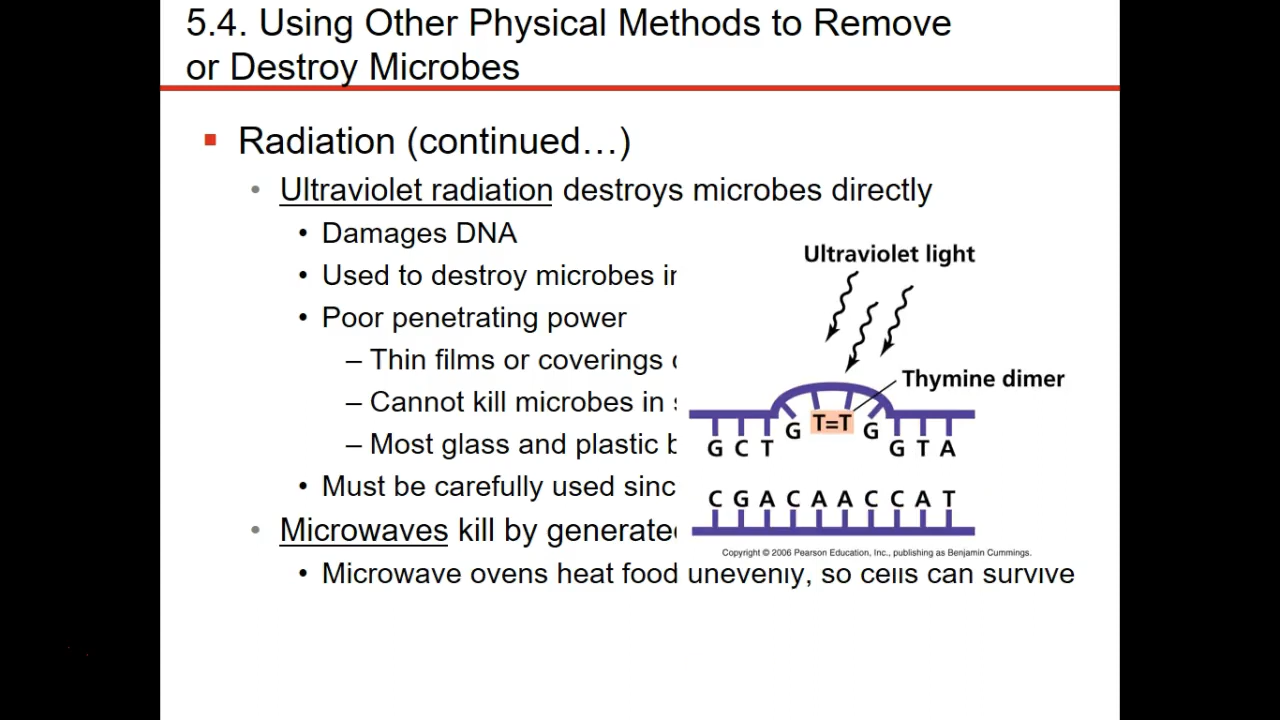 5.4. Using Other Physical Methods to Remove
or Destroy Microbes
Radiation (continued…)
Ultraviolet radiation destroys microbes directly
Damages DNA
Used to destroy microbes in
Poor penetrating power
– Thin films or coverings
– Cannot kill microbes in
– Most glass and plastic
Must be carefully used
Microwaves kill by generated
Microwave ovens heat food unevenly, so cells can survive
Ultraviolet light
Thymine dimer
G C T G T=T G G T A
C G A C A A C C A T
Copyright © 2006 Pearson Education, Inc., publishing as Benjamin Cummings.